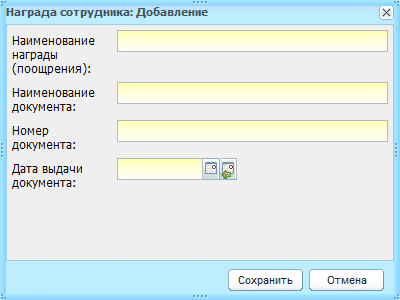 Награда сотрудника: Добавление
Наименование
награды
(поощрения):
Наименование
документа:
Номер
документа:
Дата выдачи
документа:
Сохранить Отмена